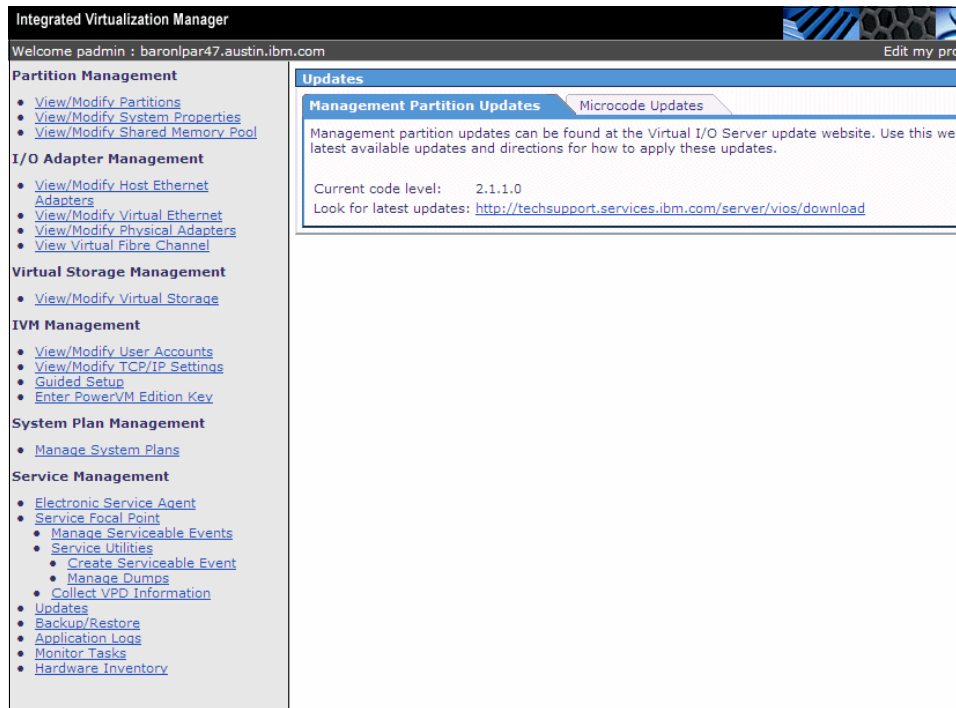 Integrated Virtualization Manager
Welcome padmin : baronlpar47.austin.ibm.com
Edit my pro
Partition Management
View/Modify Partitions
View/Modify System Properties
View/Modify Shared Memory Pool
I/O Adapter Management
View/Modify Host Ethernet
Adapters
View/Modify Virtual Ethernet
View/Modify Physical Adapters
View Virtual Fibre Channel
Virtual Storage Management
View/Modify Virtual Storage
IVM Management
View/Modify User Accounts
View/Modify TCP/IP Settings
Guided Setup
Enter PowerVM Edition Key
System Plan Management
Manage System Plans
Service Management
Electronic Service Agent
Service Focal Point
Manage Serviceable Events
Service Utilities
Create Serviceable Event
Manage Dumps
Collect VPD Information
Updates
Backup/Restore
Application Logs
Monitor Tasks
Hardware Inventory
Updates
Management Partition Updates
Microcode Updates
Management partition updates can be found at the Virtual I/O Server update website. Use this we
latest available updates and directions for how to apply these updates.
Current code level: 2.1.1.0
Look for latest updates: http://techsupport.services.ibm.com/server/vios/download